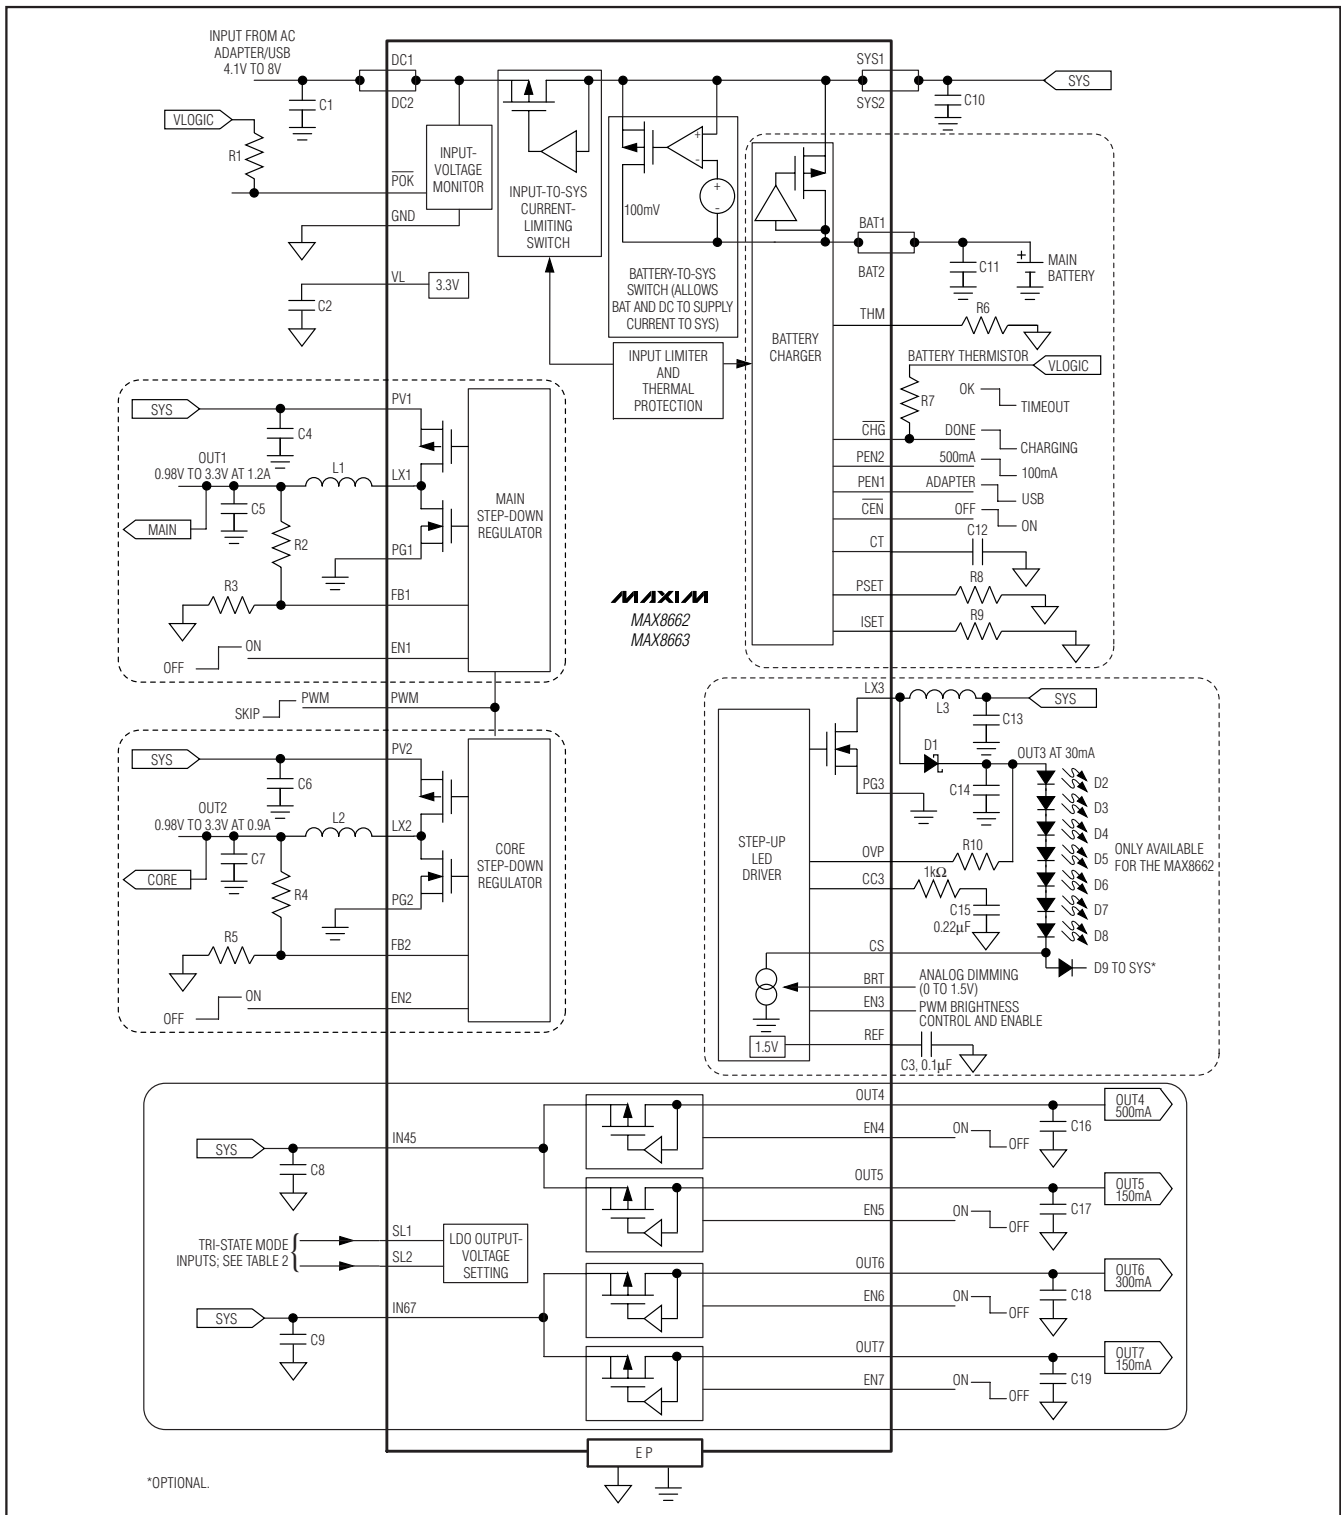 INPUT FROM AC
ADAPTER/USB
4.1V TO 8V
C1
VLOGIC
R1
DC1
DC2
POK
GND
INPUT-
VOLTAGE
MONITOR
INPUT-TO-SYS
CURRENT-
LIMITING
SWITCH
+
-
+
-
100mV
BATTERY-TO-SYS
SWITCH (ALLOWS
BAT AND DC TO SUPPLY
CURRENT TO SYS)
SYS1
SYS2
C10
SYS
VL
3.3V
C2
INPUT LIMITER
AND
THERMAL
PROTECTION
BATTERY
CHARGER
BAT1
BAT2
C11
+
MAIN
BATTERY
THM
R6
BATTERY THERMISTOR
VLOGIC
R7
OK
TIMEOUT
CHG
DONE
CHARGING
PEN2
500mA
100mA
PEN1
ADAPTER
USB
CEN
OFF
ON
CT
C12
PSET
R8
ISET
R9
SYS
C4
PV1
OUT1
0.98V TO 3.3V AT 1.2A
L1
LX1
C5
MAIN
R2
PG1
R3
FB1
MAIN
STEP-DOWN
REGULATOR
OFF
ON
EN1
SKIP
PWM
PWM
MAXIM
MAX8662
MAX8663
SYS
C6
PV2
OUT2
0.98V TO 3.3V AT 0.9A
L2
LX2
C7
CORE
R4
PG2
R5
FB2
CORE
STEP-DOWN
REGULATOR
OFF
ON
EN2
LX3
L3
SYS
C13
D1
OUT3 AT 30mA
PG3
C14
D2
D3
D4
D5
D6
D7
D8
ONLY AVAILABLE
FOR THE MAX8662
STEP-UP
LED
DRIVER
OVP
R10
CC3
1kΩ
C15
0.22μF
CS
D9 TO SYS*
BRT
ANALOG DIMMING
(0 TO 1.5V)
EN3
PWM BRIGHTNESS
CONTROL AND ENABLE
REF
1.5V
C3, 0.1μF
SYS
C8
IN45
OUT4
OUT4
500mA
EN4
ON
OFF
C16
OUT5
OUT5
150mA
EN5
ON
OFF
C17
TRI-STATE MODE
INPUTS; SEE TABLE 2
SL1
SL2
LDO OUTPUT-
VOLTAGE
SETTING
OUT6
OUT6
300mA
EN6
ON
OFF
C18
SYS
C9
IN67
OUT7
OUT7
150mA
EN7
ON
OFF
C19
EP
*OPTIONAL.